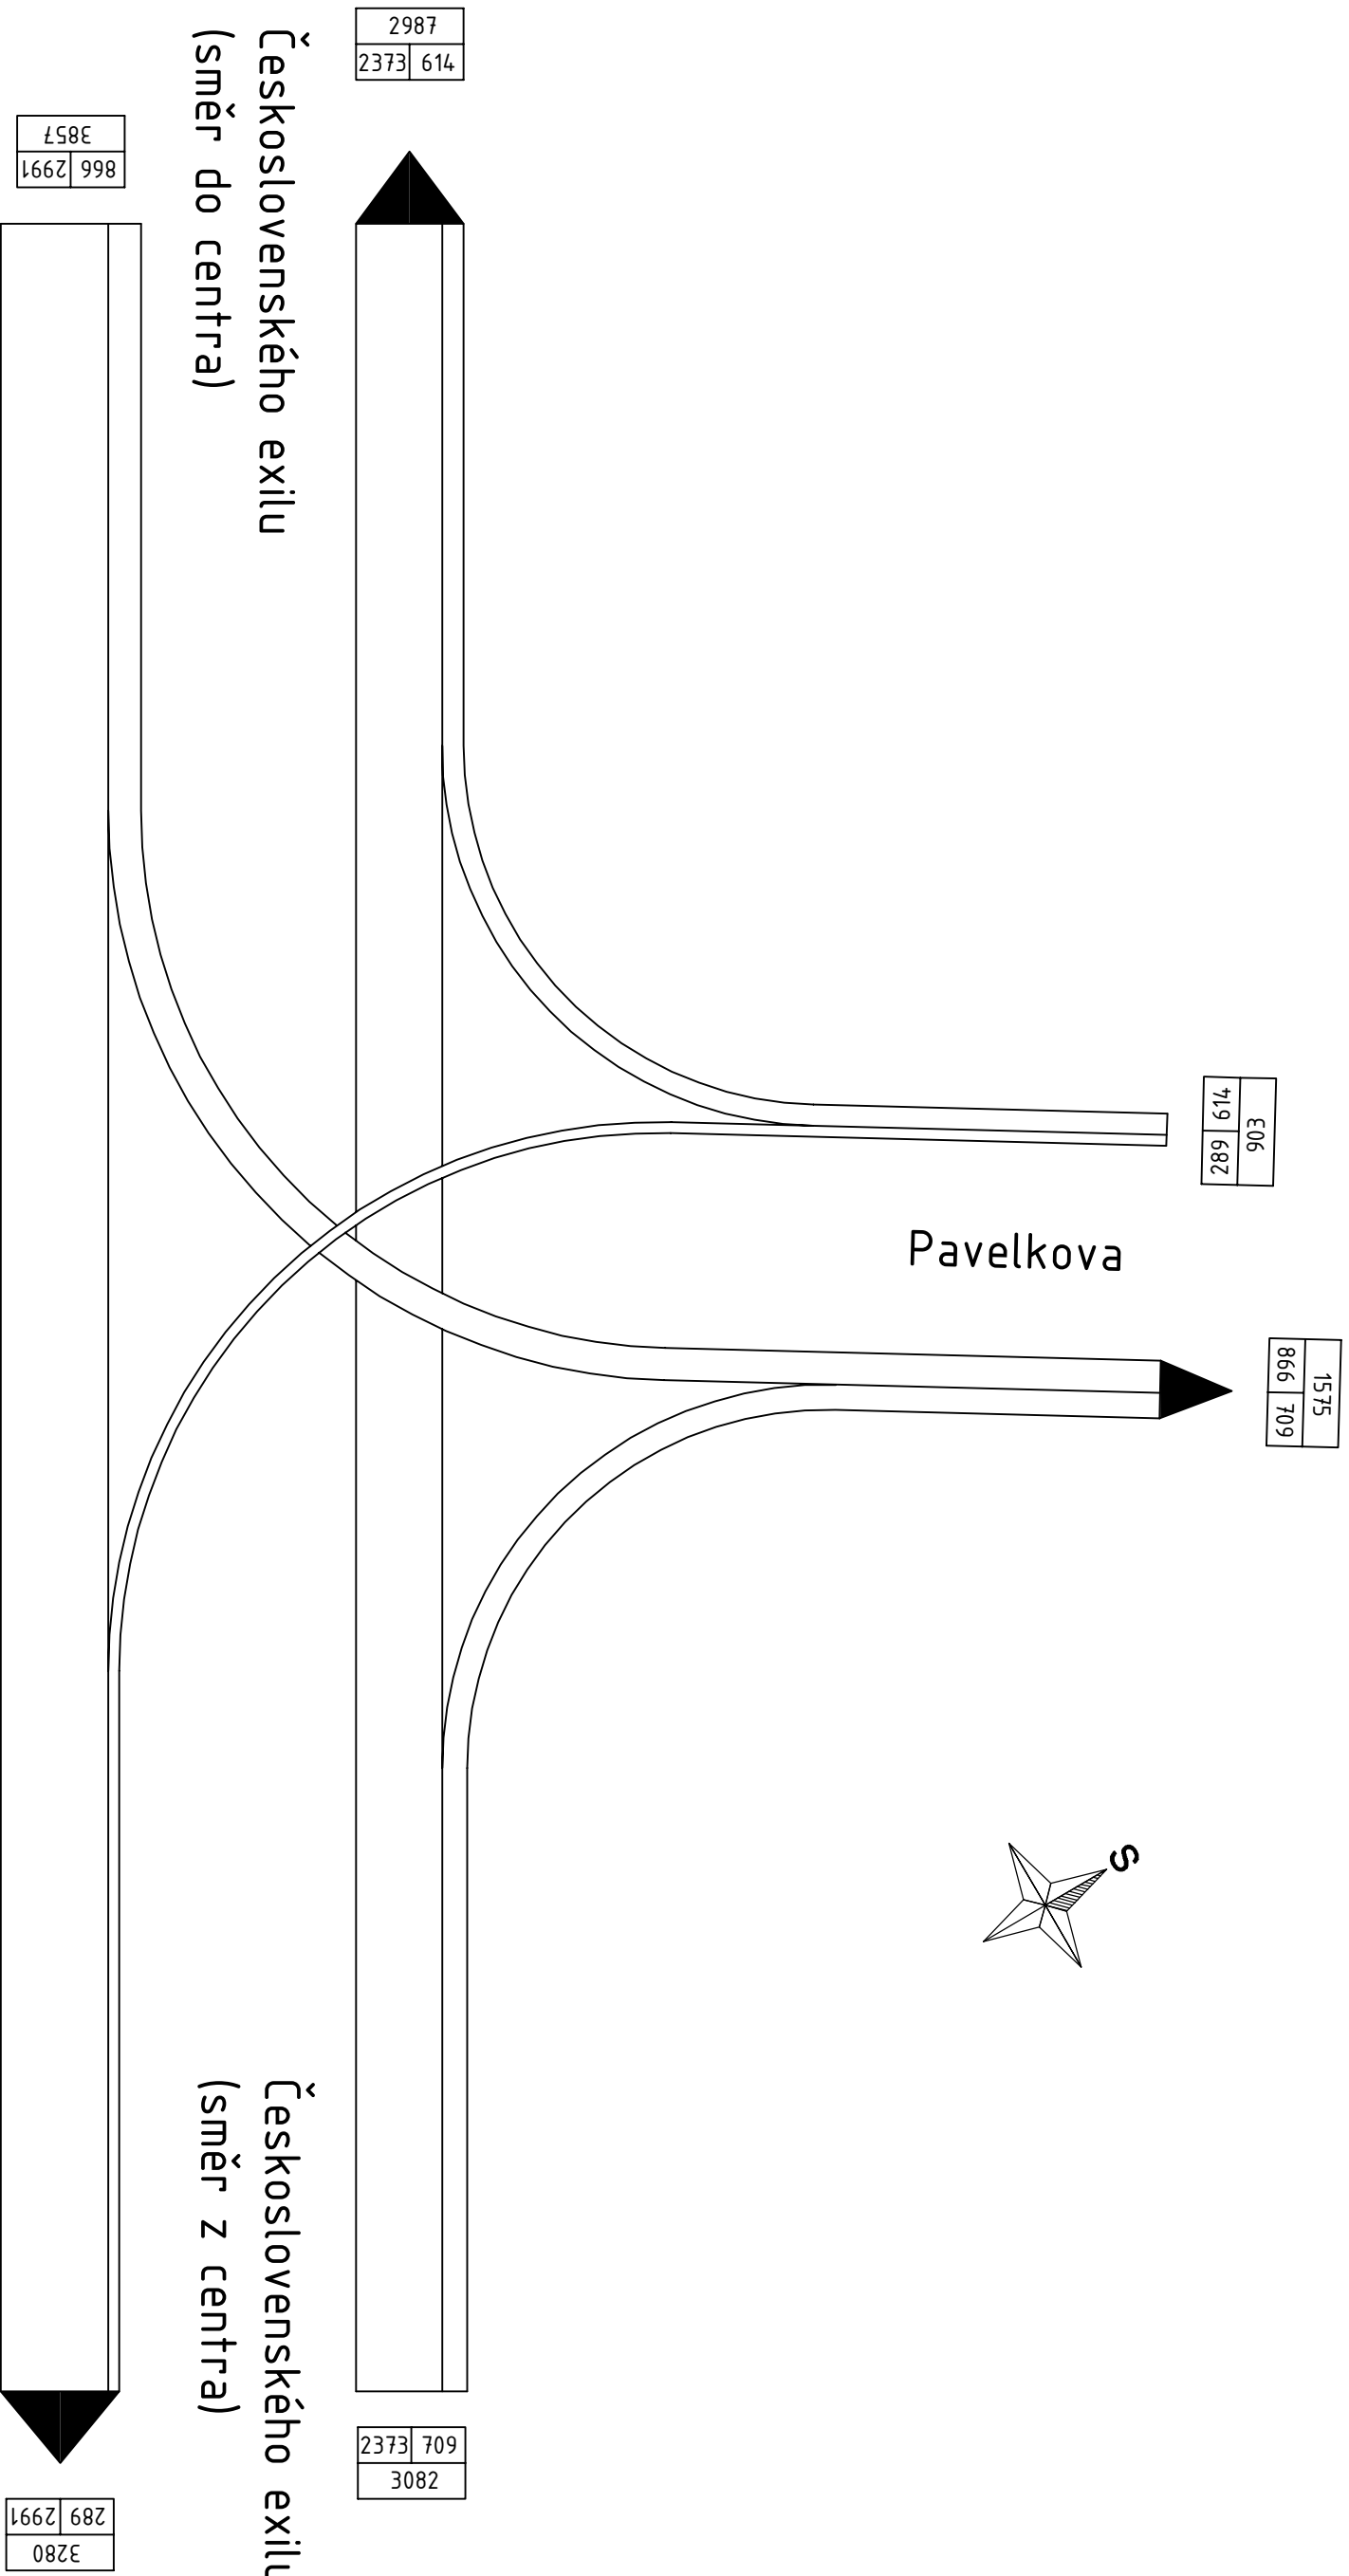 2987
2373 614
3857
866 2991
Československého exilu
(směr do centra)
903
614 289
Pavelkova
1575
866 709
S
Československého exilu
(směr z centra)
2373 709
3082
289 2991
3280